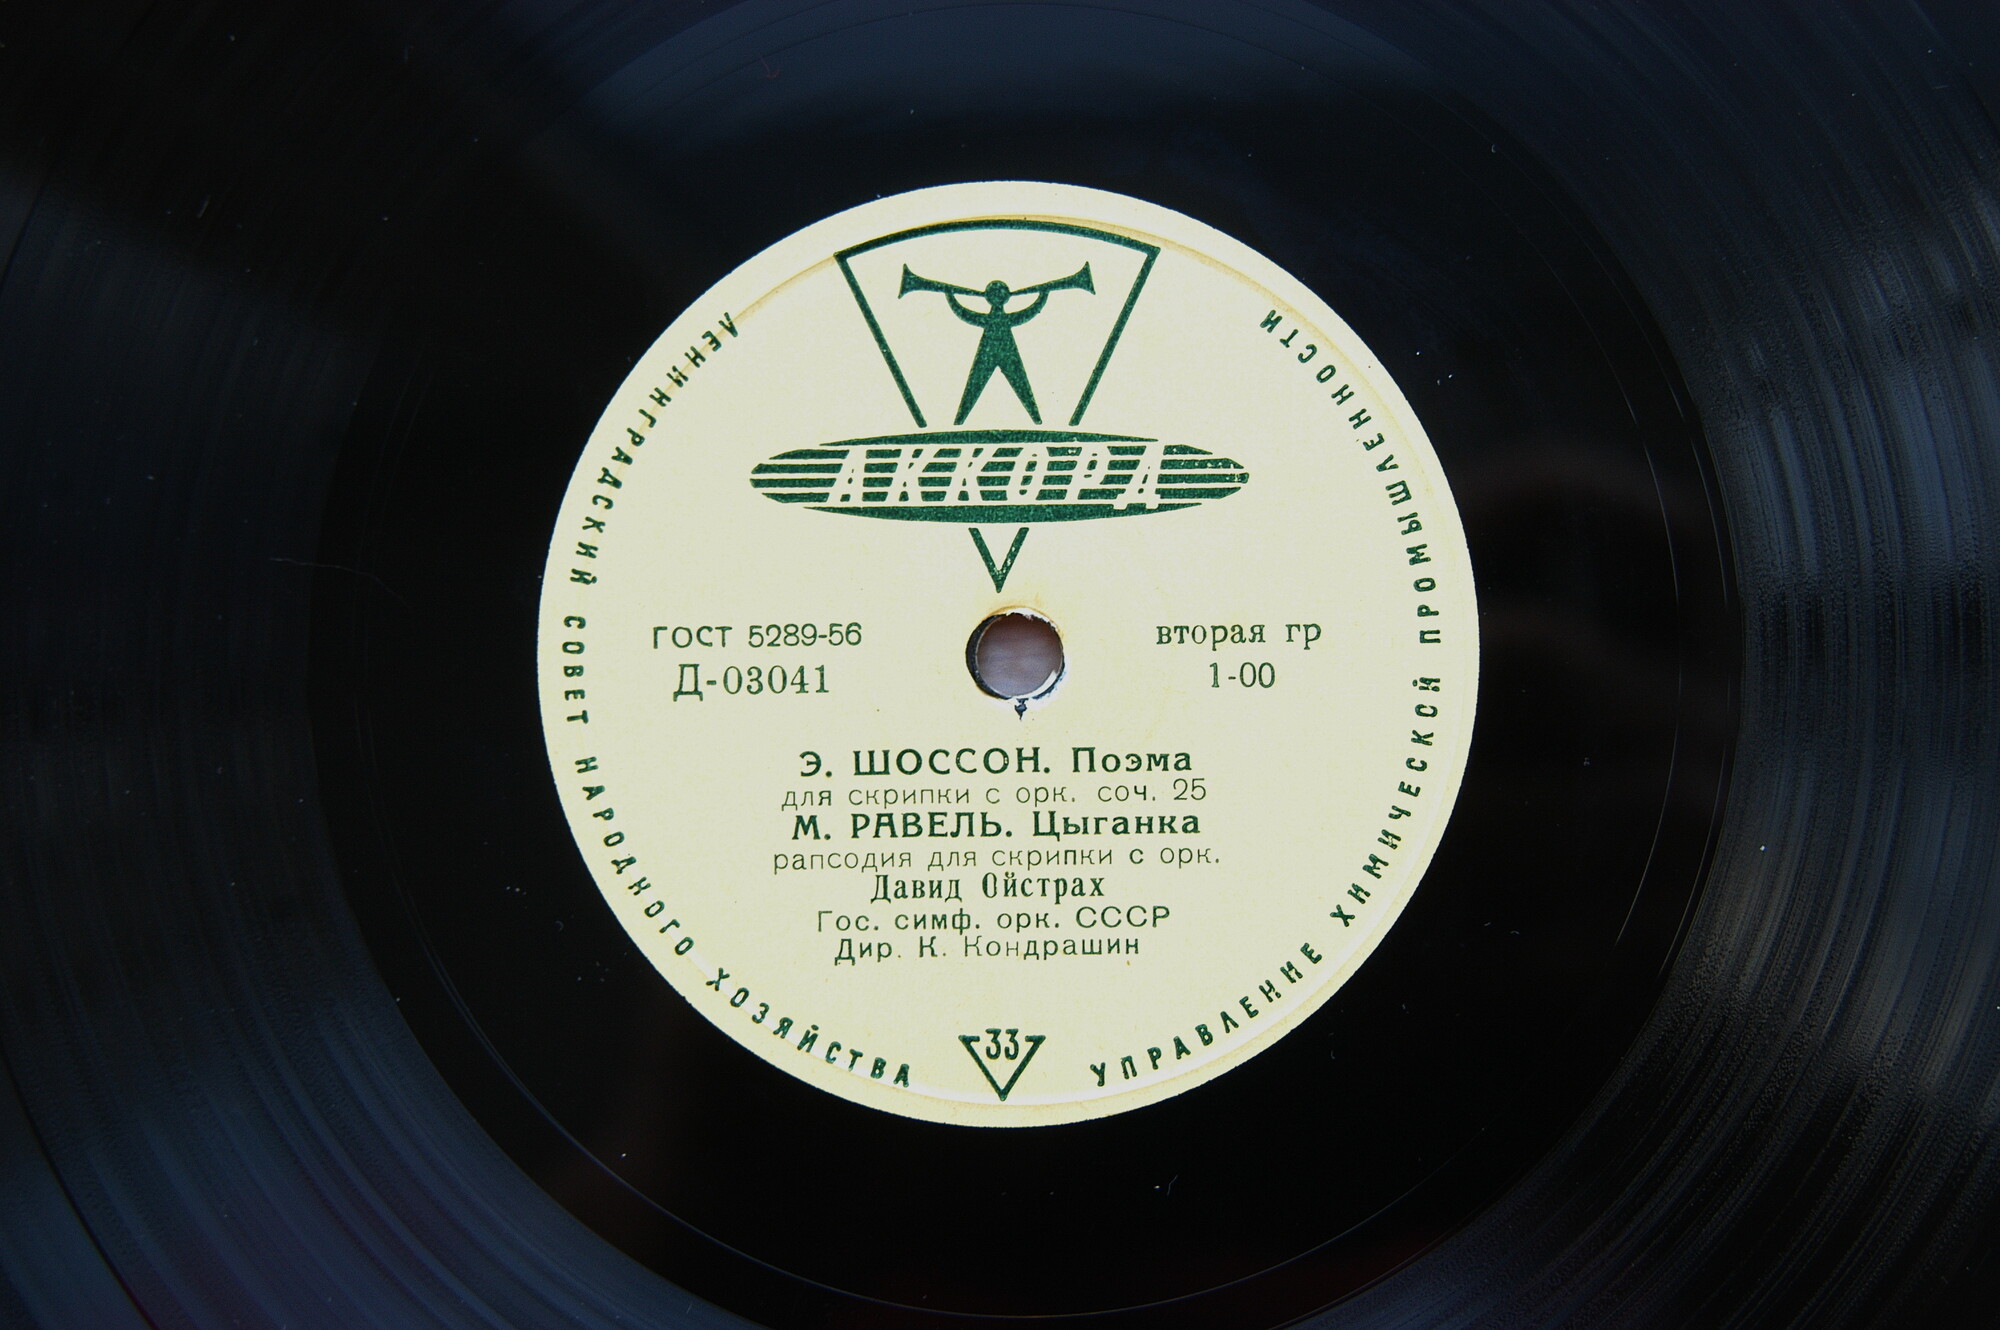 АККОРД
ГОСТ 5289-56
Д-03041
вторая гр
1-00
Э. ШОССОН. Поэма
для скрипки с орк. соч. 25
М. РАВЕЛЬ. Цыганка
рапсодия для скрипки с орк.
Давид Ойстрах
Гос. симф. орк. СССР
Дир. К. Кондрашин
33
ЛЕНИНГРАДСКИЙ СОВЕТ НАРОДНОГО ХОЗЯЙСТВА
УПРАВЛЕНИЕ ХИМИЧЕСКОЙ ПРОМЫШЛЕННОСТИ